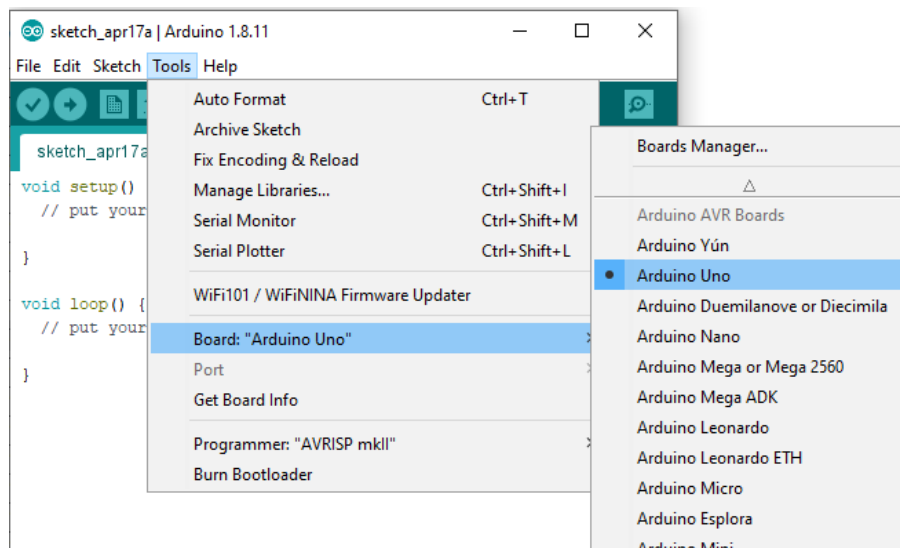 sketch_apr17a | Arduino 1.8.11
File Edit Sketch Tools Help
sketch_apr17a
void setup()
// put your
}
void loop() {
// put your
}
Auto Format Ctrl+T
Archive Sketch
Fix Encoding & Reload
Manage Libraries... Ctrl+Shift+I
Serial Monitor Ctrl+Shift+M
Serial Plotter Ctrl+Shift+L
WiFi101 / WiFiNINA Firmware Updater
Board: "Arduino Uno"
Port
Get Board Info
Programmer: "AVRISP mkII"
Burn Bootloader
Boards Manager...
Arduino AVR Boards
Arduino Yún
Arduino Uno
Arduino Duemilanove or Diecimila
Arduino Nano
Arduino Mega or Mega 2560
Arduino Mega ADK
Arduino Leonardo
Arduino Leonardo ETH
Arduino Micro
Arduino Esplora
Arduino Mini